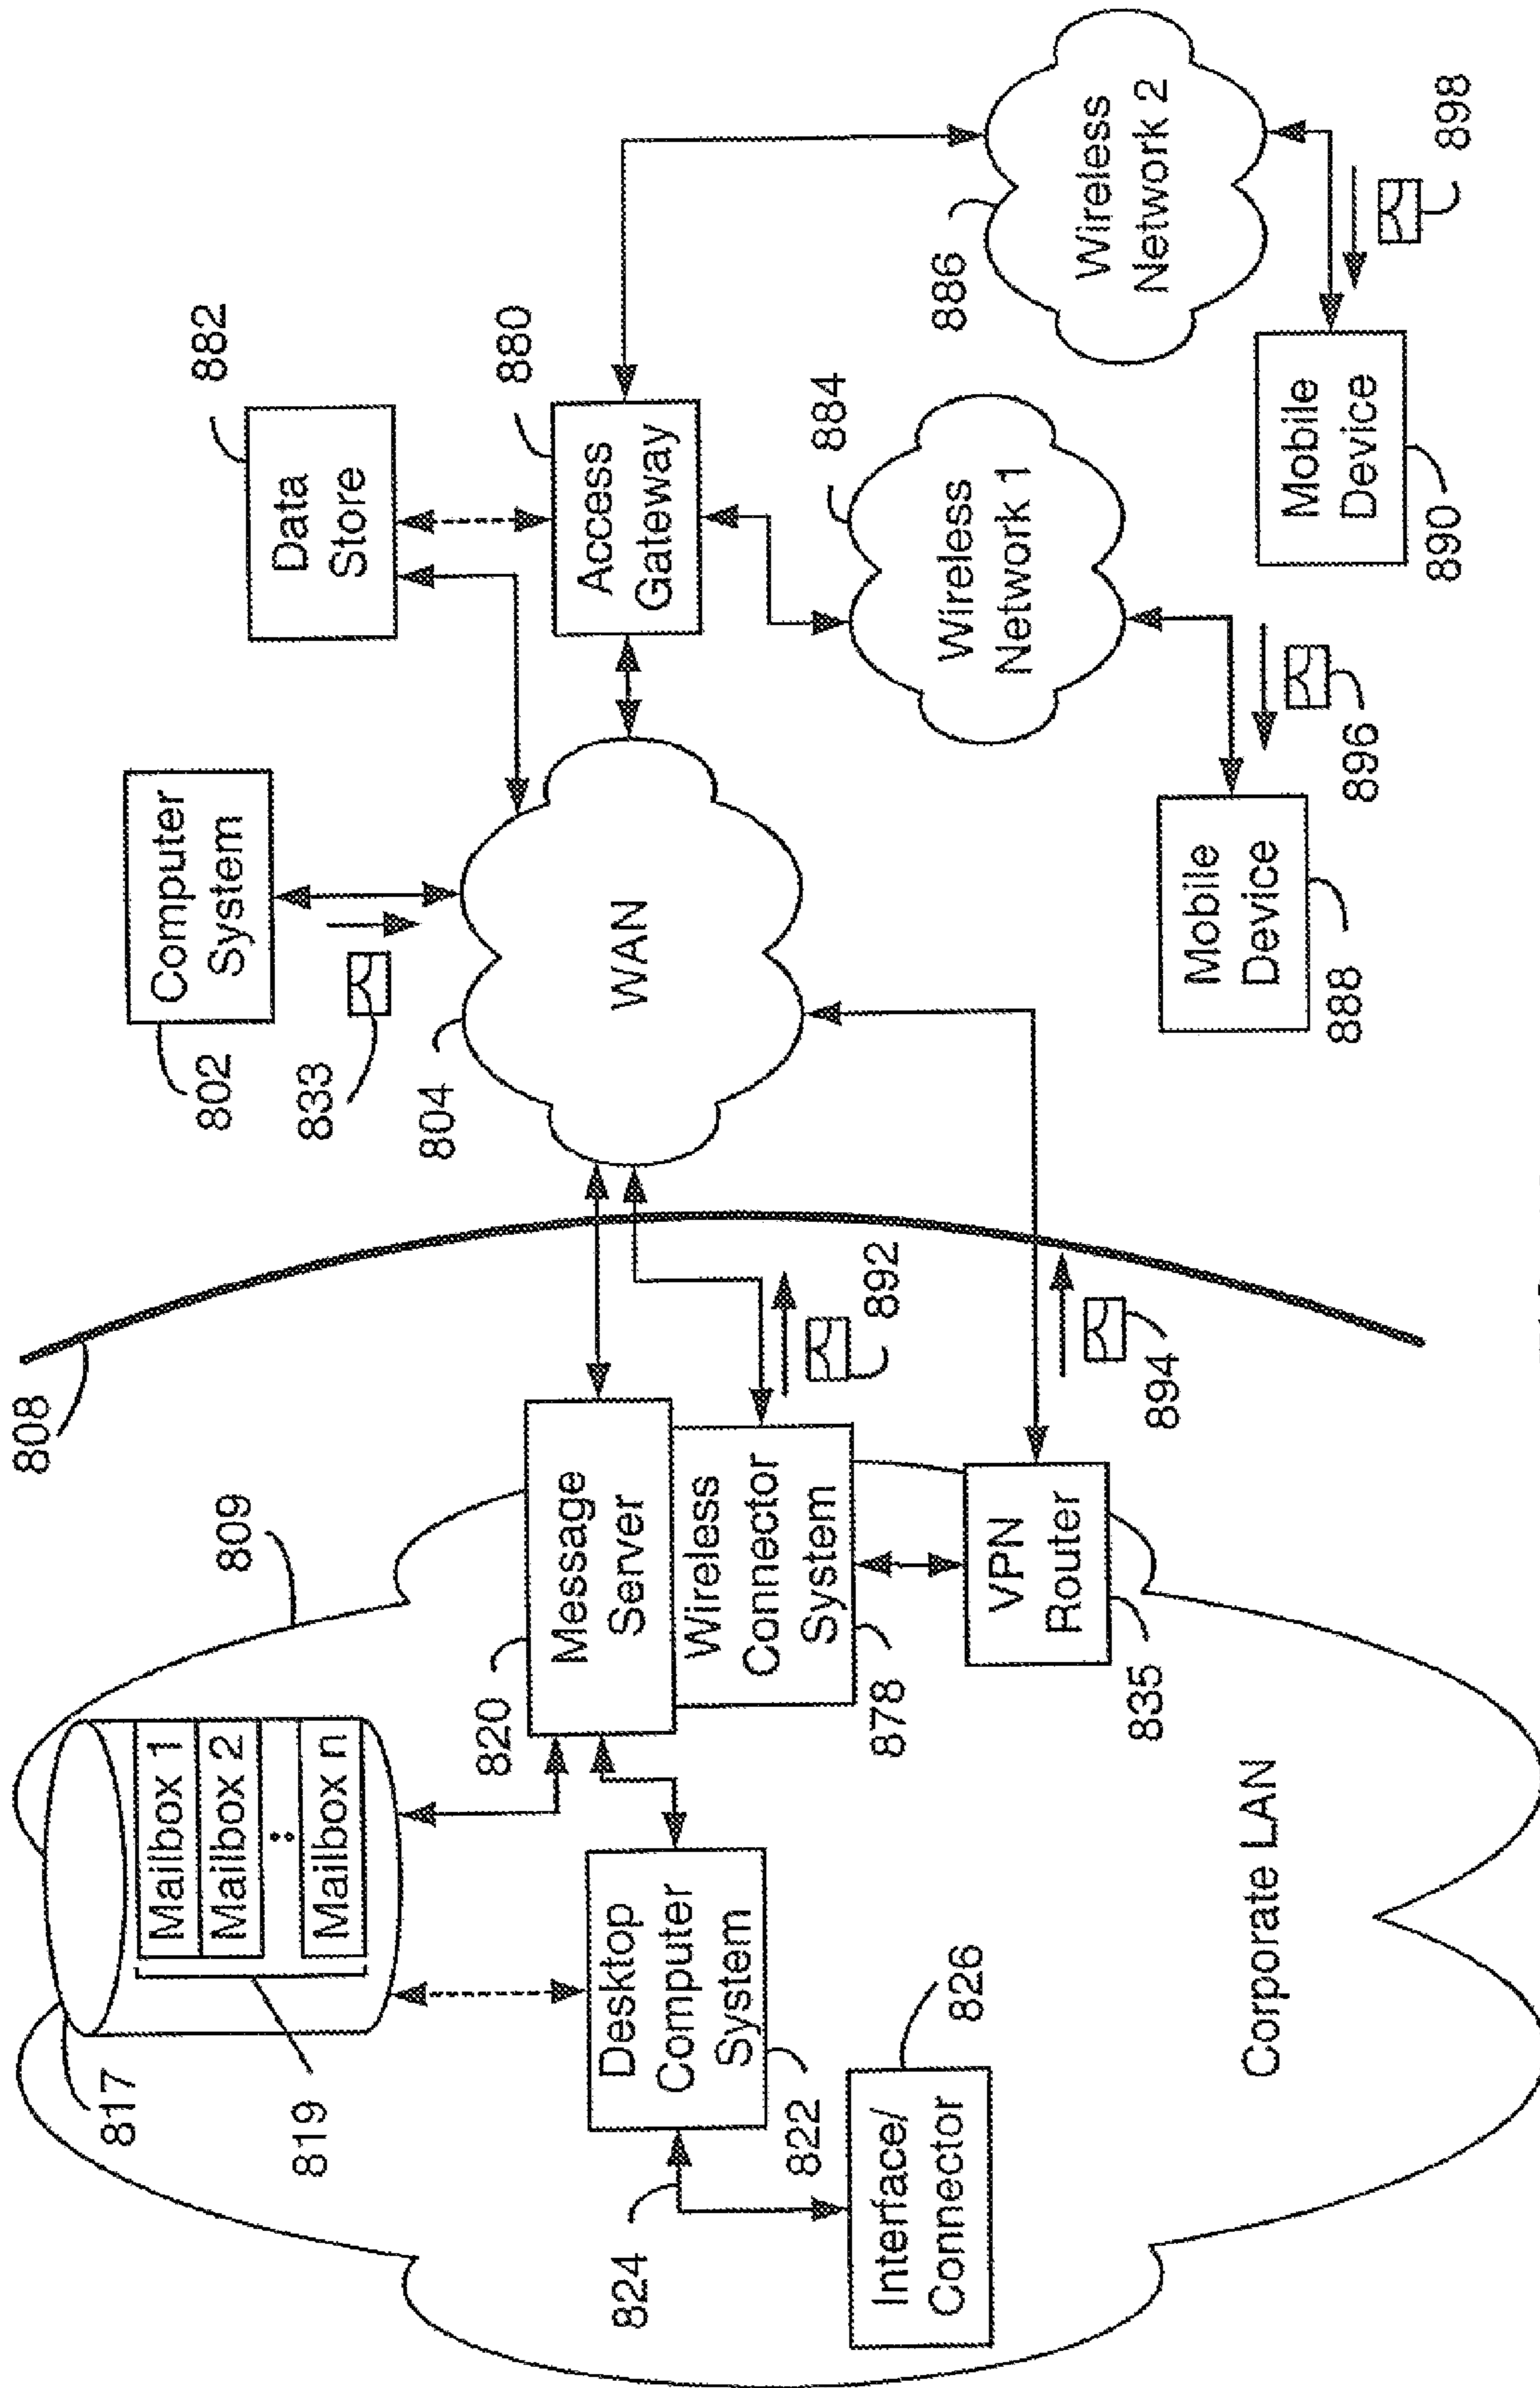 808
809
817
Mailbox 1
Mailbox 2
:
Mailbox n
819
820
Message
Server
Wireless
Connector
System
878
892
VPN
Router
835
894
Desktop
Computer
System
822
824
Interface/
Connector
826
Corporate LAN
Computer
System
802
833
804
WAN
Data
Store
882
Access
Gateway
880
Wireless
Network 1
884
Wireless
Network 2
886
Mobile
Device
888
896
Mobile
Device
890
898